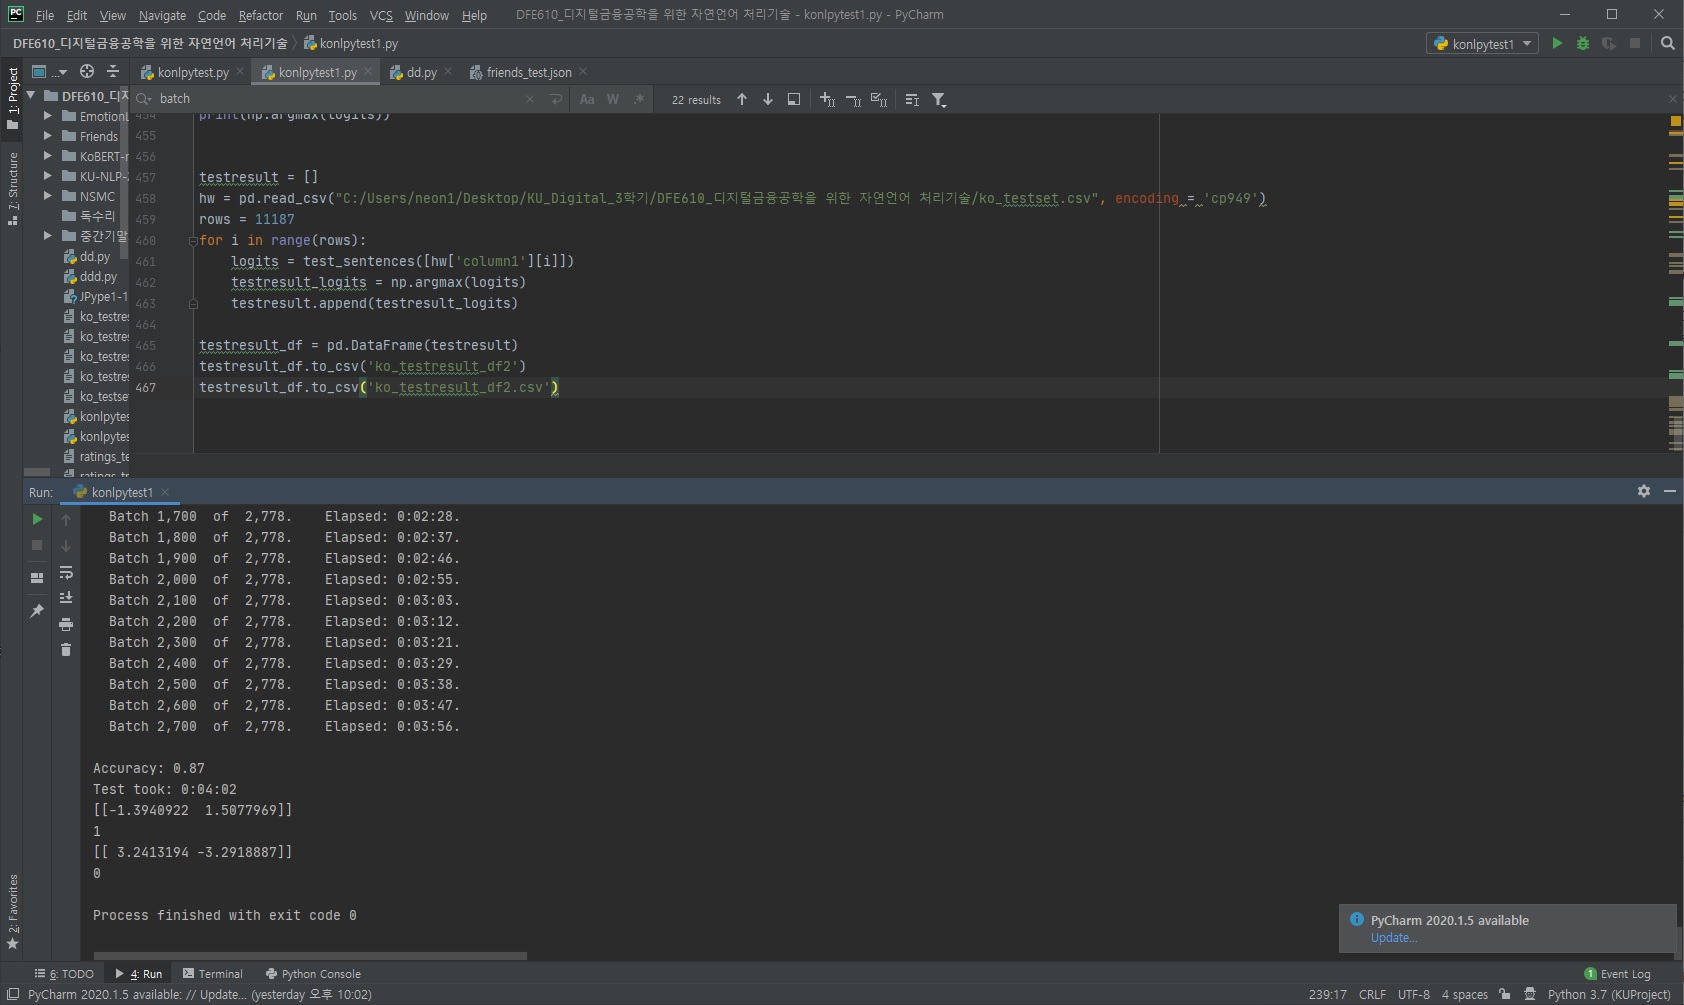 File Edit View Navigate Code Refactor Run Tools VCS Window Help DFE610_디지털금융공학을 위한 자연언어 처리기술 - konlpytest1.py - PyCharm
DFE610_디지털금융공학을 위한 자연언어 처리기술 konlpytest1.py konlpytest1
... konlpytest.py konlpytest1.py dd.py friends_test.json
1: Project
7: Structure
2: Favorites
DFE610_디지
EmotionL
Friends
KoBERT-r
KU-NLP-2
NSMC
독수리
중간기말
dd.py
ddd.py
JPype1-1
ko_testres
ko_testres
ko_testres
ko_testres
ko_testse
konlpytes
konlpytes
ratings_te
batch Aa W .* 22 results
454 print(np.argmax(logits))
455
456
457 testresult = []
458 hw = pd.read_csv("C:/Users/neon1/Desktop/KU_Digital_3학기/DFE610_디지털금융공학을 위한 자연언어 처리기술/ko_testset.csv", encoding = 'cp949')
459 rows = 11187
460 for i in range(rows):
461 logits = test_sentences([hw['column1'][i]])
462 testresult_logits = np.argmax(logits)
463 testresult.append(testresult_logits)
464
465 testresult_df = pd.DataFrame(testresult)
466 testresult_df.to_csv('ko_testresult_df2')
467 testresult_df.to_csv('ko_testresult_df2.csv')
Run: konlpytest1
Batch 1,700 of 2,778. Elapsed: 0:02:28.
Batch 1,800 of 2,778. Elapsed: 0:02:37.
Batch 1,900 of 2,778. Elapsed: 0:02:46.
Batch 2,000 of 2,778. Elapsed: 0:02:55.
Batch 2,100 of 2,778. Elapsed: 0:03:03.
Batch 2,200 of 2,778. Elapsed: 0:03:12.
Batch 2,300 of 2,778. Elapsed: 0:03:21.
Batch 2,400 of 2,778. Elapsed: 0:03:29.
Batch 2,500 of 2,778. Elapsed: 0:03:38.
Batch 2,600 of 2,778. Elapsed: 0:03:47.
Batch 2,700 of 2,778. Elapsed: 0:03:56.
Accuracy: 0.87
Test took: 0:04:02
[[-1.3940922 1.5077969]]
1
[[ 3.2413194 -3.2918887]]
0
Process finished with exit code 0
PyCharm 2020.1.5 available
Update...
6: TODO 4: Run Terminal Python Console 1 Event Log
PyCharm 2020.1.5 available: // Update... (yesterday 오후 10:02) 239:17 CRLF UTF-8 4 spaces Python 3.7 (KUProject)